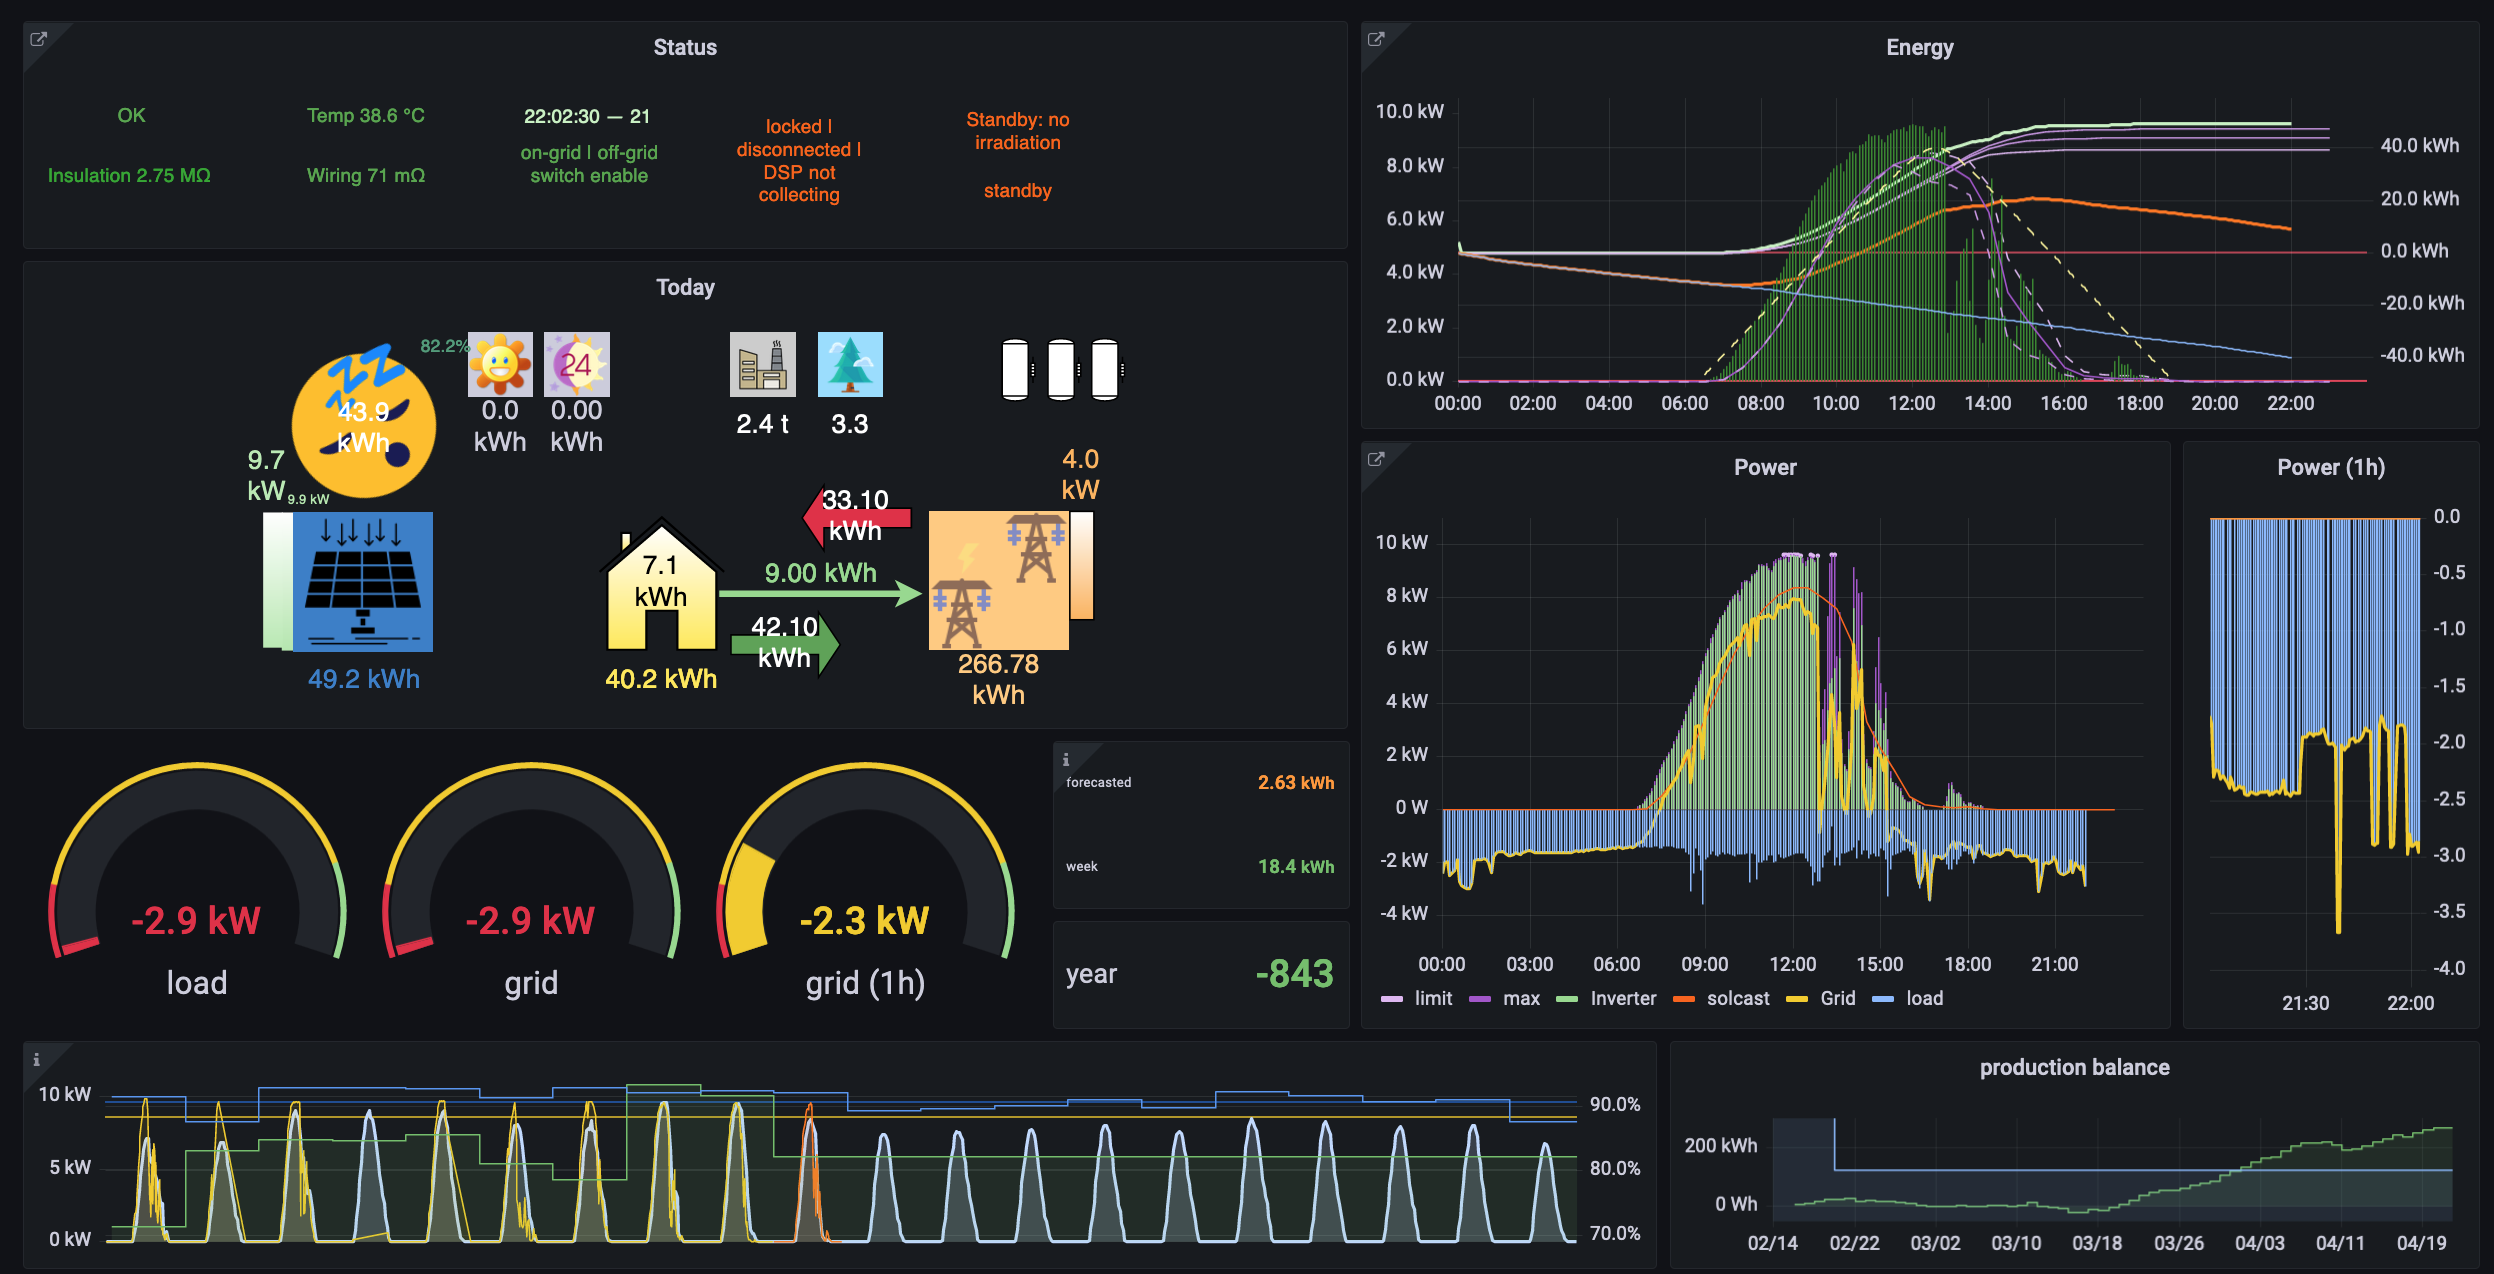 Status
OK
Temp 38.6 °C
22:02:30 — 21
Insulation 2.75 MΩ
Wiring 71 mΩ
on-grid | off-grid
switch enable
locked |
disconnected |
DSP not
collecting
Standby: no
irradiation
standby
Today
82.2%
43.9
kWh
24
0.0
kWh
0.00
kWh
2.4 t
3.3
9.7
kW
9.9 kW
49.2 kWh
7.1
kWh
40.2 kWh
33.10
kWh
9.00 kWh
42.10
kWh
4.0
kW
266.78
kWh
-2.9 kW
load
-2.9 kW
grid
-2.3 kW
grid (1h)
forecasted
2.63 kWh
week
18.4 kWh
year
-843
Energy
10.0 kW
8.0 kW
6.0 kW
4.0 kW
2.0 kW
0.0 kW
40.0 kWh
20.0 kWh
0.0 kWh
-20.0 kWh
-40.0 kWh
00:00 02:00 04:00 06:00 08:00 10:00 12:00 14:00 16:00 18:00 20:00 22:00
Power
10 kW
8 kW
6 kW
4 kW
2 kW
0 W
-2 kW
-4 kW
00:00 03:00 06:00 09:00 12:00 15:00 18:00 21:00
limit max Inverter solcast Grid load
Power (1h)
0.0
-0.5
-1.0
-1.5
-2.0
-2.5
-3.0
-3.5
-4.0
21:30 22:00
10 kW
5 kW
0 kW
90.0%
80.0%
70.0%
production balance
200 kWh
0 Wh
02/14 02/22 03/02 03/10 03/18 03/26 04/03 04/11 04/19